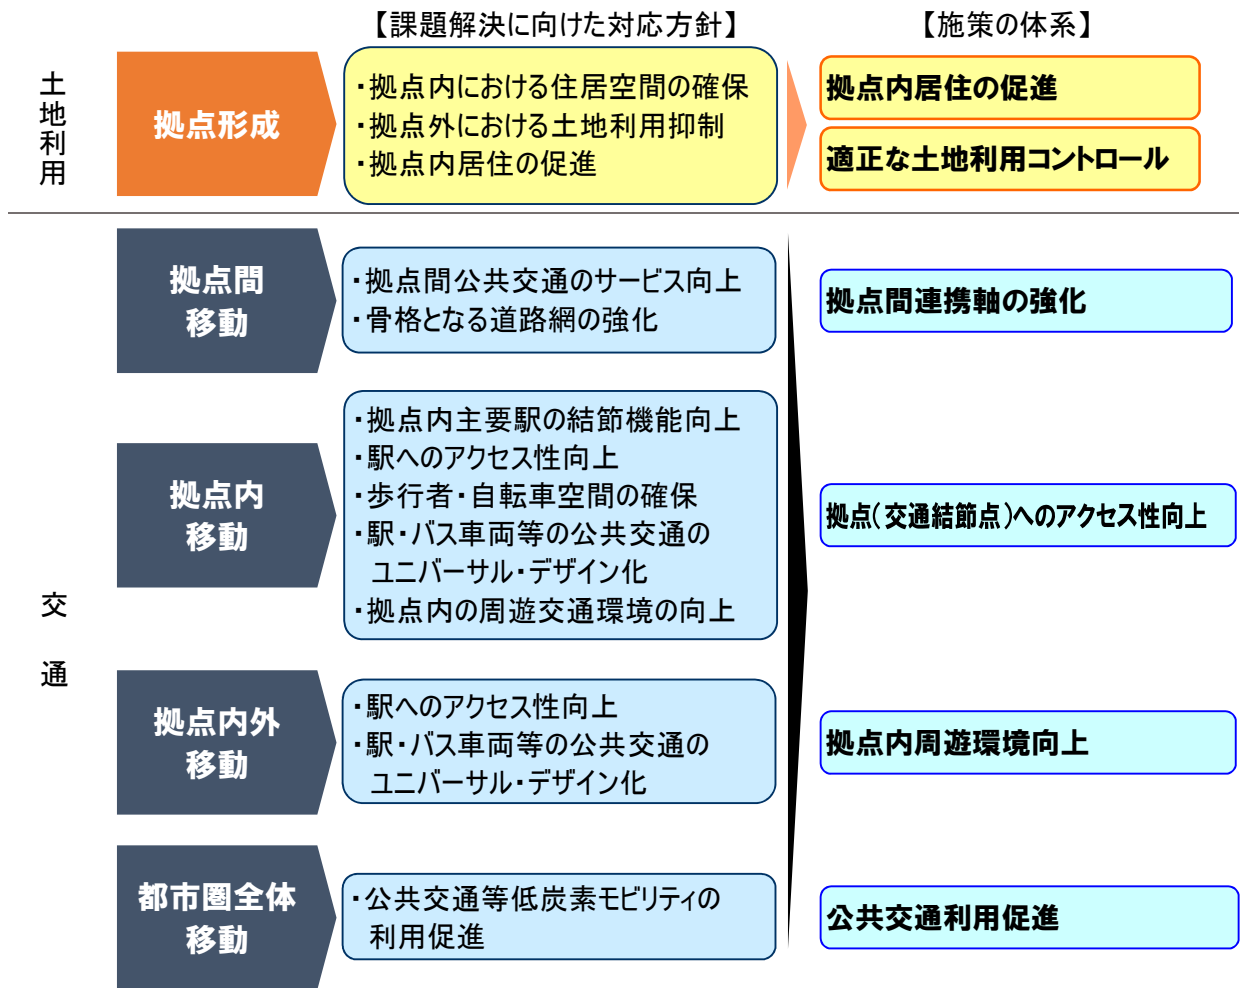 【課題解決に向けた対応方針】
【施策の体系】
土地利用
拠点形成
・拠点内における住居空間の確保
・拠点外における土地利用抑制
・拠点内居住の促進
拠点内居住の促進
適正な土地利用コントロール
交通
拠点間
移動
・拠点間公共交通のサービス向上
・骨格となる道路網の強化
拠点間連携軸の強化
拠点内
移動
・拠点内主要駅の結節機能向上
・駅へのアクセス性向上
・歩行者・自転車空間の確保
・駅・バス車両等の公共交通の
ユニバーサル・デザイン化
・拠点内の周遊交通環境の向上
拠点(交通結節点)へのアクセス性向上
拠点内外
移動
・駅へのアクセス性向上
・駅・バス車両等の公共交通の
ユニバーサル・デザイン化
拠点内周遊環境向上
都市圏全体
移動
・公共交通等低炭素モビリティの
利用促進
公共交通利用促進